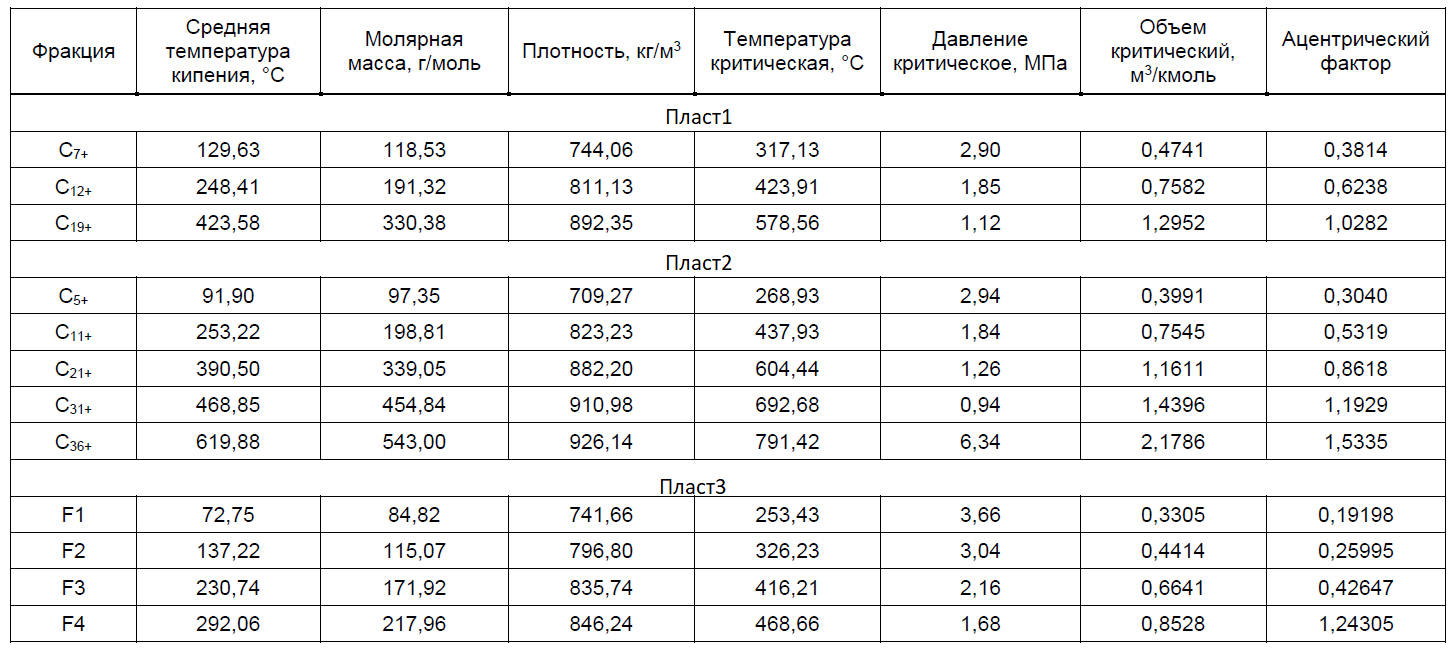 Фракция Средняя температура кипения, °C Молярная масса, г/моль Плотность, кг/м³ Температура критическая, °C Давление критическое, МПа Объем критический, м³/кмоль Ацентрический фактор
Пласт1
C₇₊ 129,63 118,53 744,06 317,13 2,90 0,4741 0,3814
C₁₂₊ 248,41 191,32 811,13 423,91 1,85 0,7582 0,6238
C₁₉₊ 423,58 330,38 892,35 578,56 1,12 1,2952 1,0282
Пласт2
C₅₊ 91,90 97,35 709,27 268,93 2,94 0,3991 0,3040
C₁₁₊ 253,22 198,81 823,23 437,93 1,84 0,7545 0,5319
C₂₁₊ 390,50 339,05 882,20 604,44 1,26 1,1611 0,8618
C₃₁₊ 468,85 454,84 910,98 692,68 0,94 1,4396 1,1929
C₃₆₊ 619,88 543,00 926,14 791,42 6,34 2,1786 1,5335
Пласт3
F1 72,75 84,82 741,66 253,43 3,66 0,3305 0,19198
F2 137,22 115,07 796,80 326,23 3,04 0,4414 0,25995
F3 230,74 171,92 835,74 416,21 2,16 0,6641 0,42647
F4 292,06 217,96 846,24 468,66 1,68 0,8528 1,24305